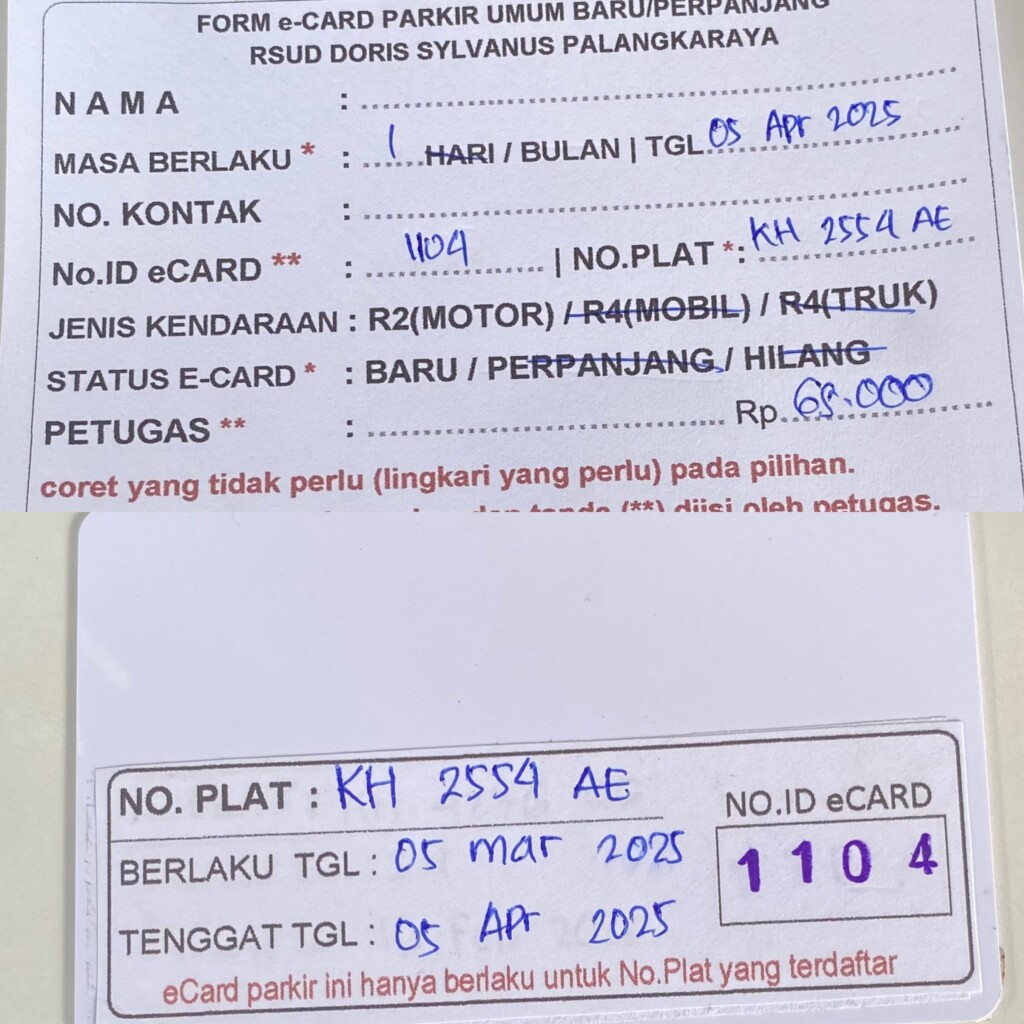 FORM e-CARD PARKIR UMUM BARU/PERPANJANG
RSUD DORIS SYLVANUS PALANGKARAYA
NAMA :
MASA BERLAKU * : 1 HARI / BULAN | TGL. 05 Apr 2025
NO. KONTAK :
No.ID eCARD ** : 1104 | NO.PLAT *: KH 2554 AE
JENIS KENDARAAN : R2(MOTOR) / R4(MOBIL) / R4(TRUK)
STATUS E-CARD * : BARU / PERPANJANG / HILANG
PETUGAS ** : Rp. 65.000
coret yang tidak perlu (lingkari yang perlu) pada pilihan.
tanda (**) diisi oleh petugas.
NO. PLAT : KH 2554 AE
NO.ID eCARD
1104
BERLAKU TGL : 05 Mar 2025
TENGGAT TGL : 05 Apr 2025
eCard parkir ini hanya berlaku untuk No.Plat yang terdaftar